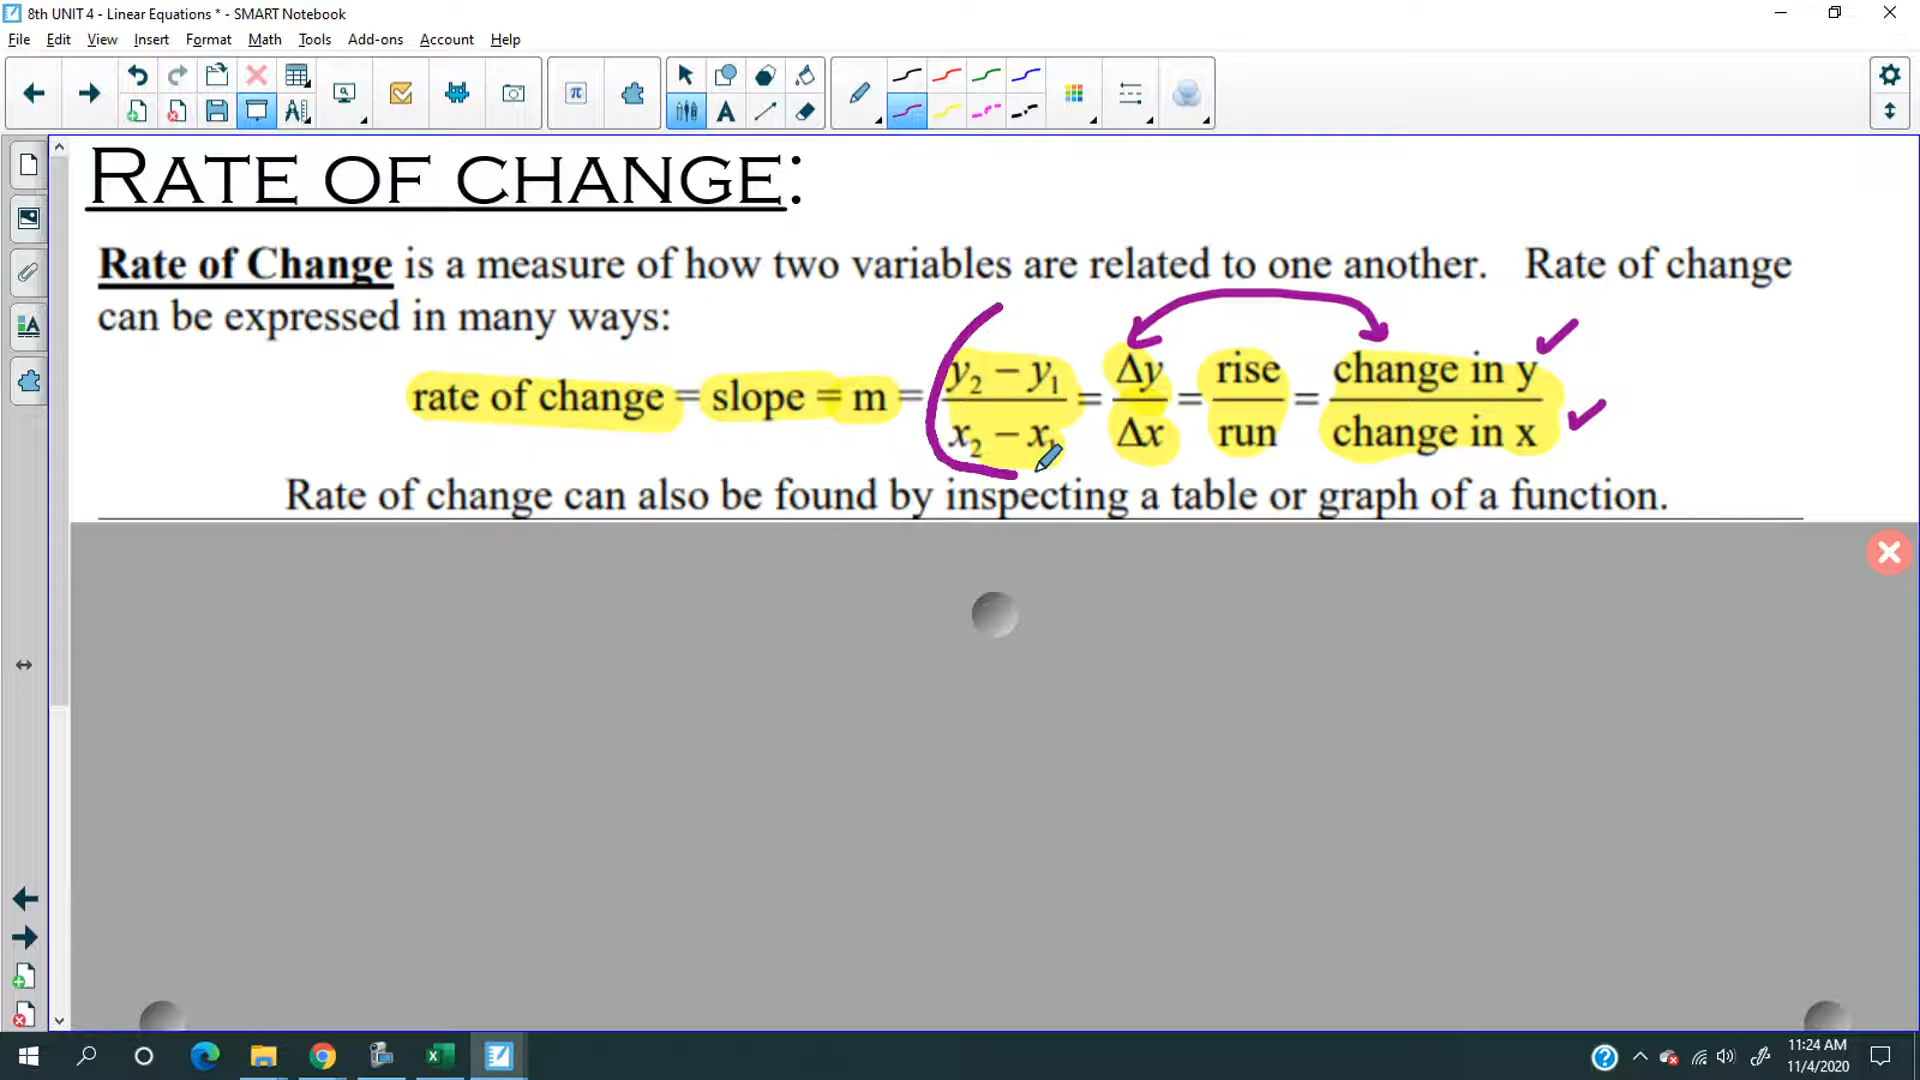 8th UNIT 4 - Linear Equations * - SMART Notebook
File Edit View Insert Format Math Tools Add-ons Account Help
RATE OF CHANGE:
Rate of Change is a measure of how two variables are related to one another. Rate of change
can be expressed in many ways:
rate of change = slope = m = y₂ − y₁ / x₂ − x₁ = Δy / Δx = rise / run = change in y / change in x
Rate of change can also be found by inspecting a table or graph of a function.
11:24 AM
11/4/2020